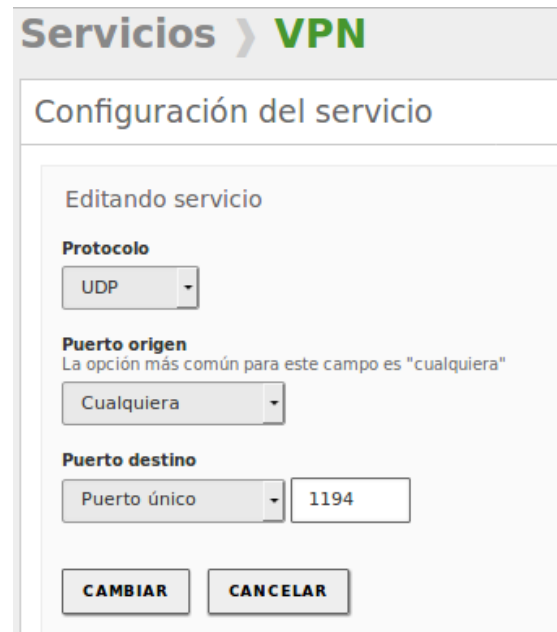 Servicios ❯ VPN
Configuración del servicio
Editando servicio
Protocolo
UDP
Puerto origen
La opción más común para este campo es "cualquiera"
Cualquiera
Puerto destino
Puerto único 1194
CAMBIAR CANCELAR